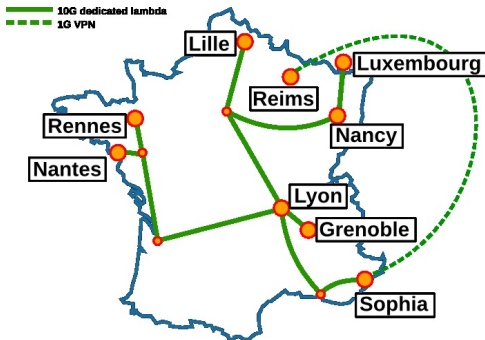 10G dedicated lambda
1G VPN
Lille
Luxembourg
Reims
Rennes
Nancy
Nantes
Lyon
Grenoble
Sophia